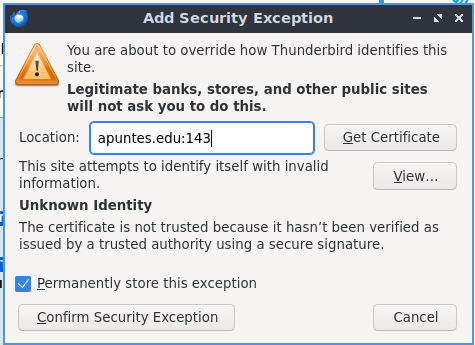 Add Security Exception
You are about to override how Thunderbird identifies this
site.
Legitimate banks, stores, and other public sites
will not ask you to do this.
Location: apuntes.edu:143 Get Certificate
This site attempts to identify itself with invalid
information.
View...
Unknown Identity
The certificate is not trusted because it hasn't been verified as
issued by a trusted authority using a secure signature.
Permanently store this exception
Confirm Security Exception Cancel